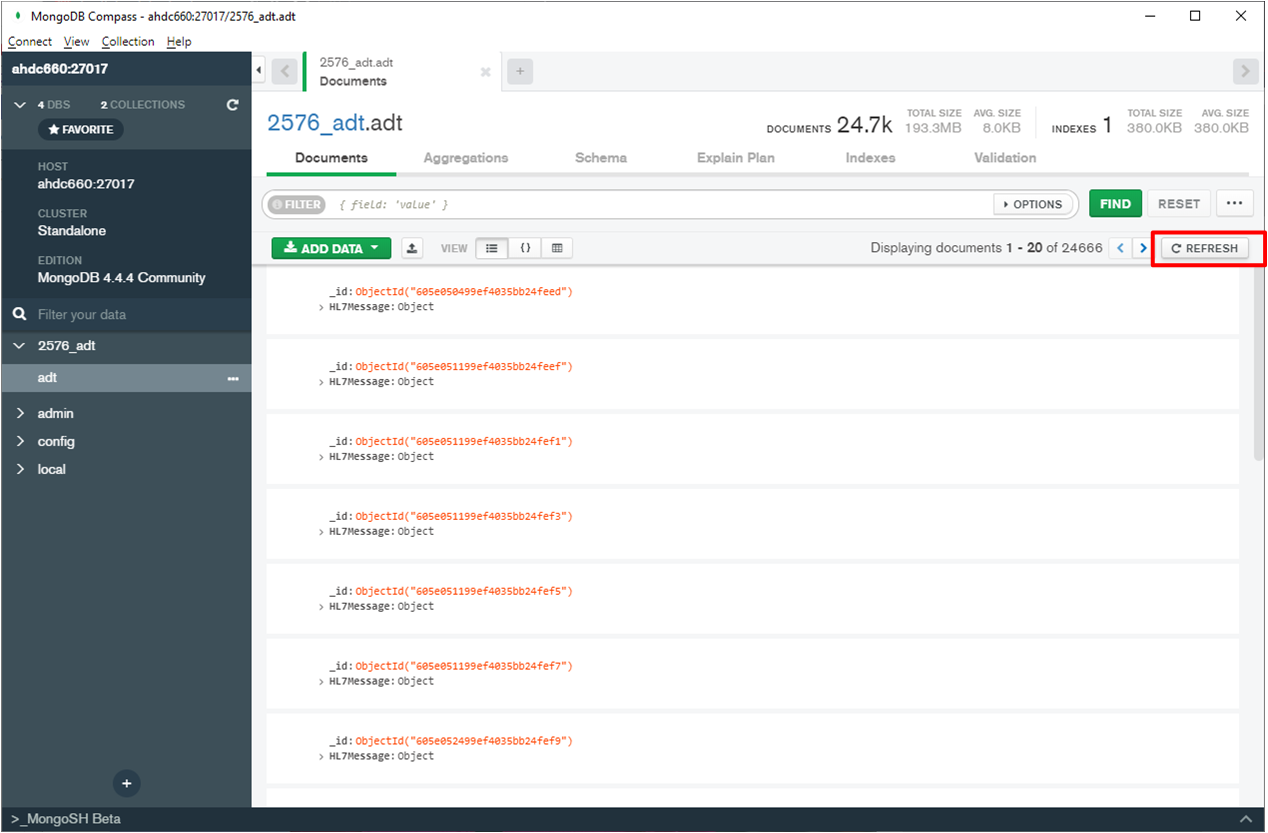 MongoDB Compass - ahdc660:27017/2576_adt.adt
Connect View Collection Help
ahdc660:27017
4 DBS 2 COLLECTIONS
FAVORITE
HOST
ahdc660:27017
CLUSTER
Standalone
EDITION
MongoDB 4.4.4 Community
Filter your data
2576_adt
adt
admin
config
local
2576_adt.adt
Documents
2576_adt.adt
DOCUMENTS 24.7k
TOTAL SIZE
193.3MB
AVG. SIZE
8.0KB
INDEXES 1
TOTAL SIZE
380.0KB
AVG. SIZE
380.0KB
Documents Aggregations Schema Explain Plan Indexes Validation
FILTER { field: 'value' } OPTIONS FIND RESET ...
ADD DATA VIEW {} Displaying documents 1 - 20 of 24666 < > REFRESH
_id:ObjectId("605e050499ef4035bb24feed")
> HL7Message:Object
_id:ObjectId("605e051199ef4035bb24feef")
> HL7Message:Object
_id:ObjectId("605e051199ef4035bb24fef1")
> HL7Message:Object
_id:ObjectId("605e051199ef4035bb24fef3")
> HL7Message:Object
_id:ObjectId("605e051199ef4035bb24fef5")
> HL7Message:Object
_id:ObjectId("605e051199ef4035bb24fef7")
> HL7Message:Object
_id:ObjectId("605e052499ef4035bb24fef9")
> HL7Message:Object
>_MongoSH Beta